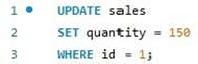 1 UPDATE sales
2 SET quantity = 150
3 WHERE id = 1;